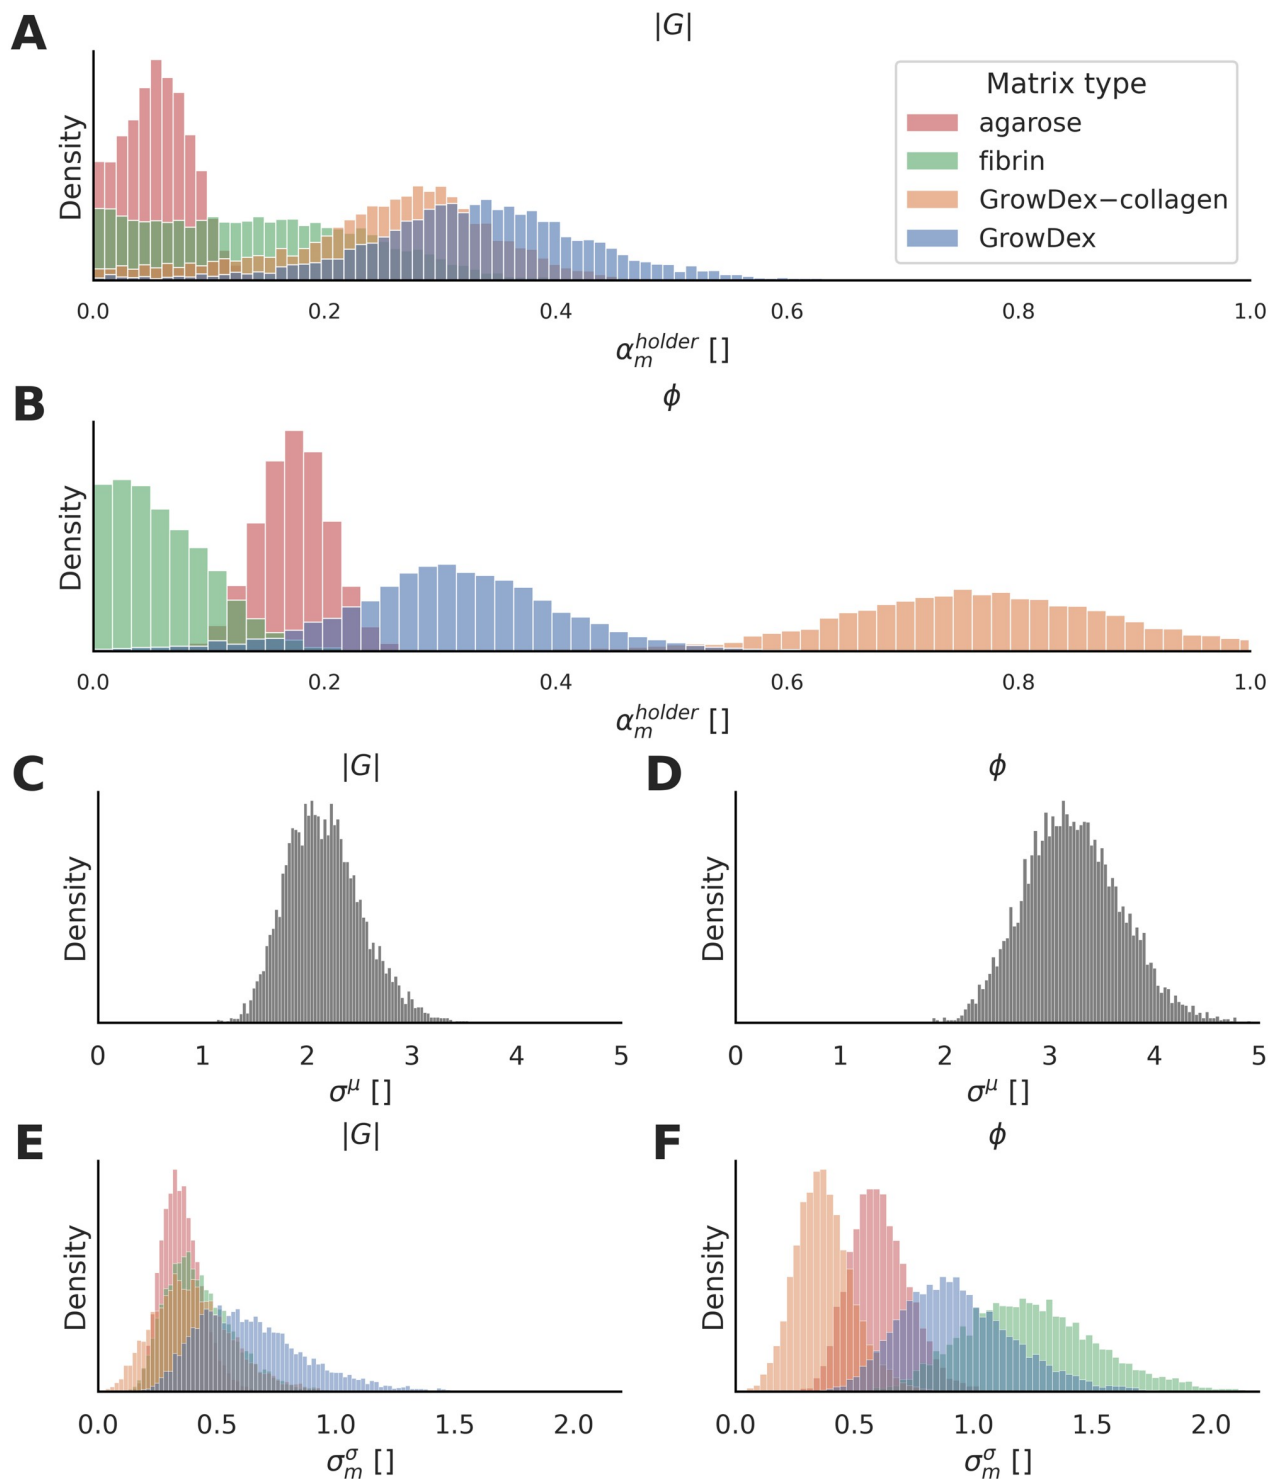 A
|G|
Density
Matrix type
agarose
fibrin
GrowDex−collagen
GrowDex
0.0 0.2 0.4 0.6 0.8 1.0
α_m^holder []
B
ϕ
Density
0.0 0.2 0.4 0.6 0.8 1.0
α_m^holder []
C
|G|
Density
0 1 2 3 4 5
σ^μ []
D
ϕ
Density
0 1 2 3 4 5
σ^μ []
E
|G|
Density
0.0 0.5 1.0 1.5 2.0
σ_m^σ []
F
ϕ
Density
0.0 0.5 1.0 1.5 2.0
σ_m^σ []